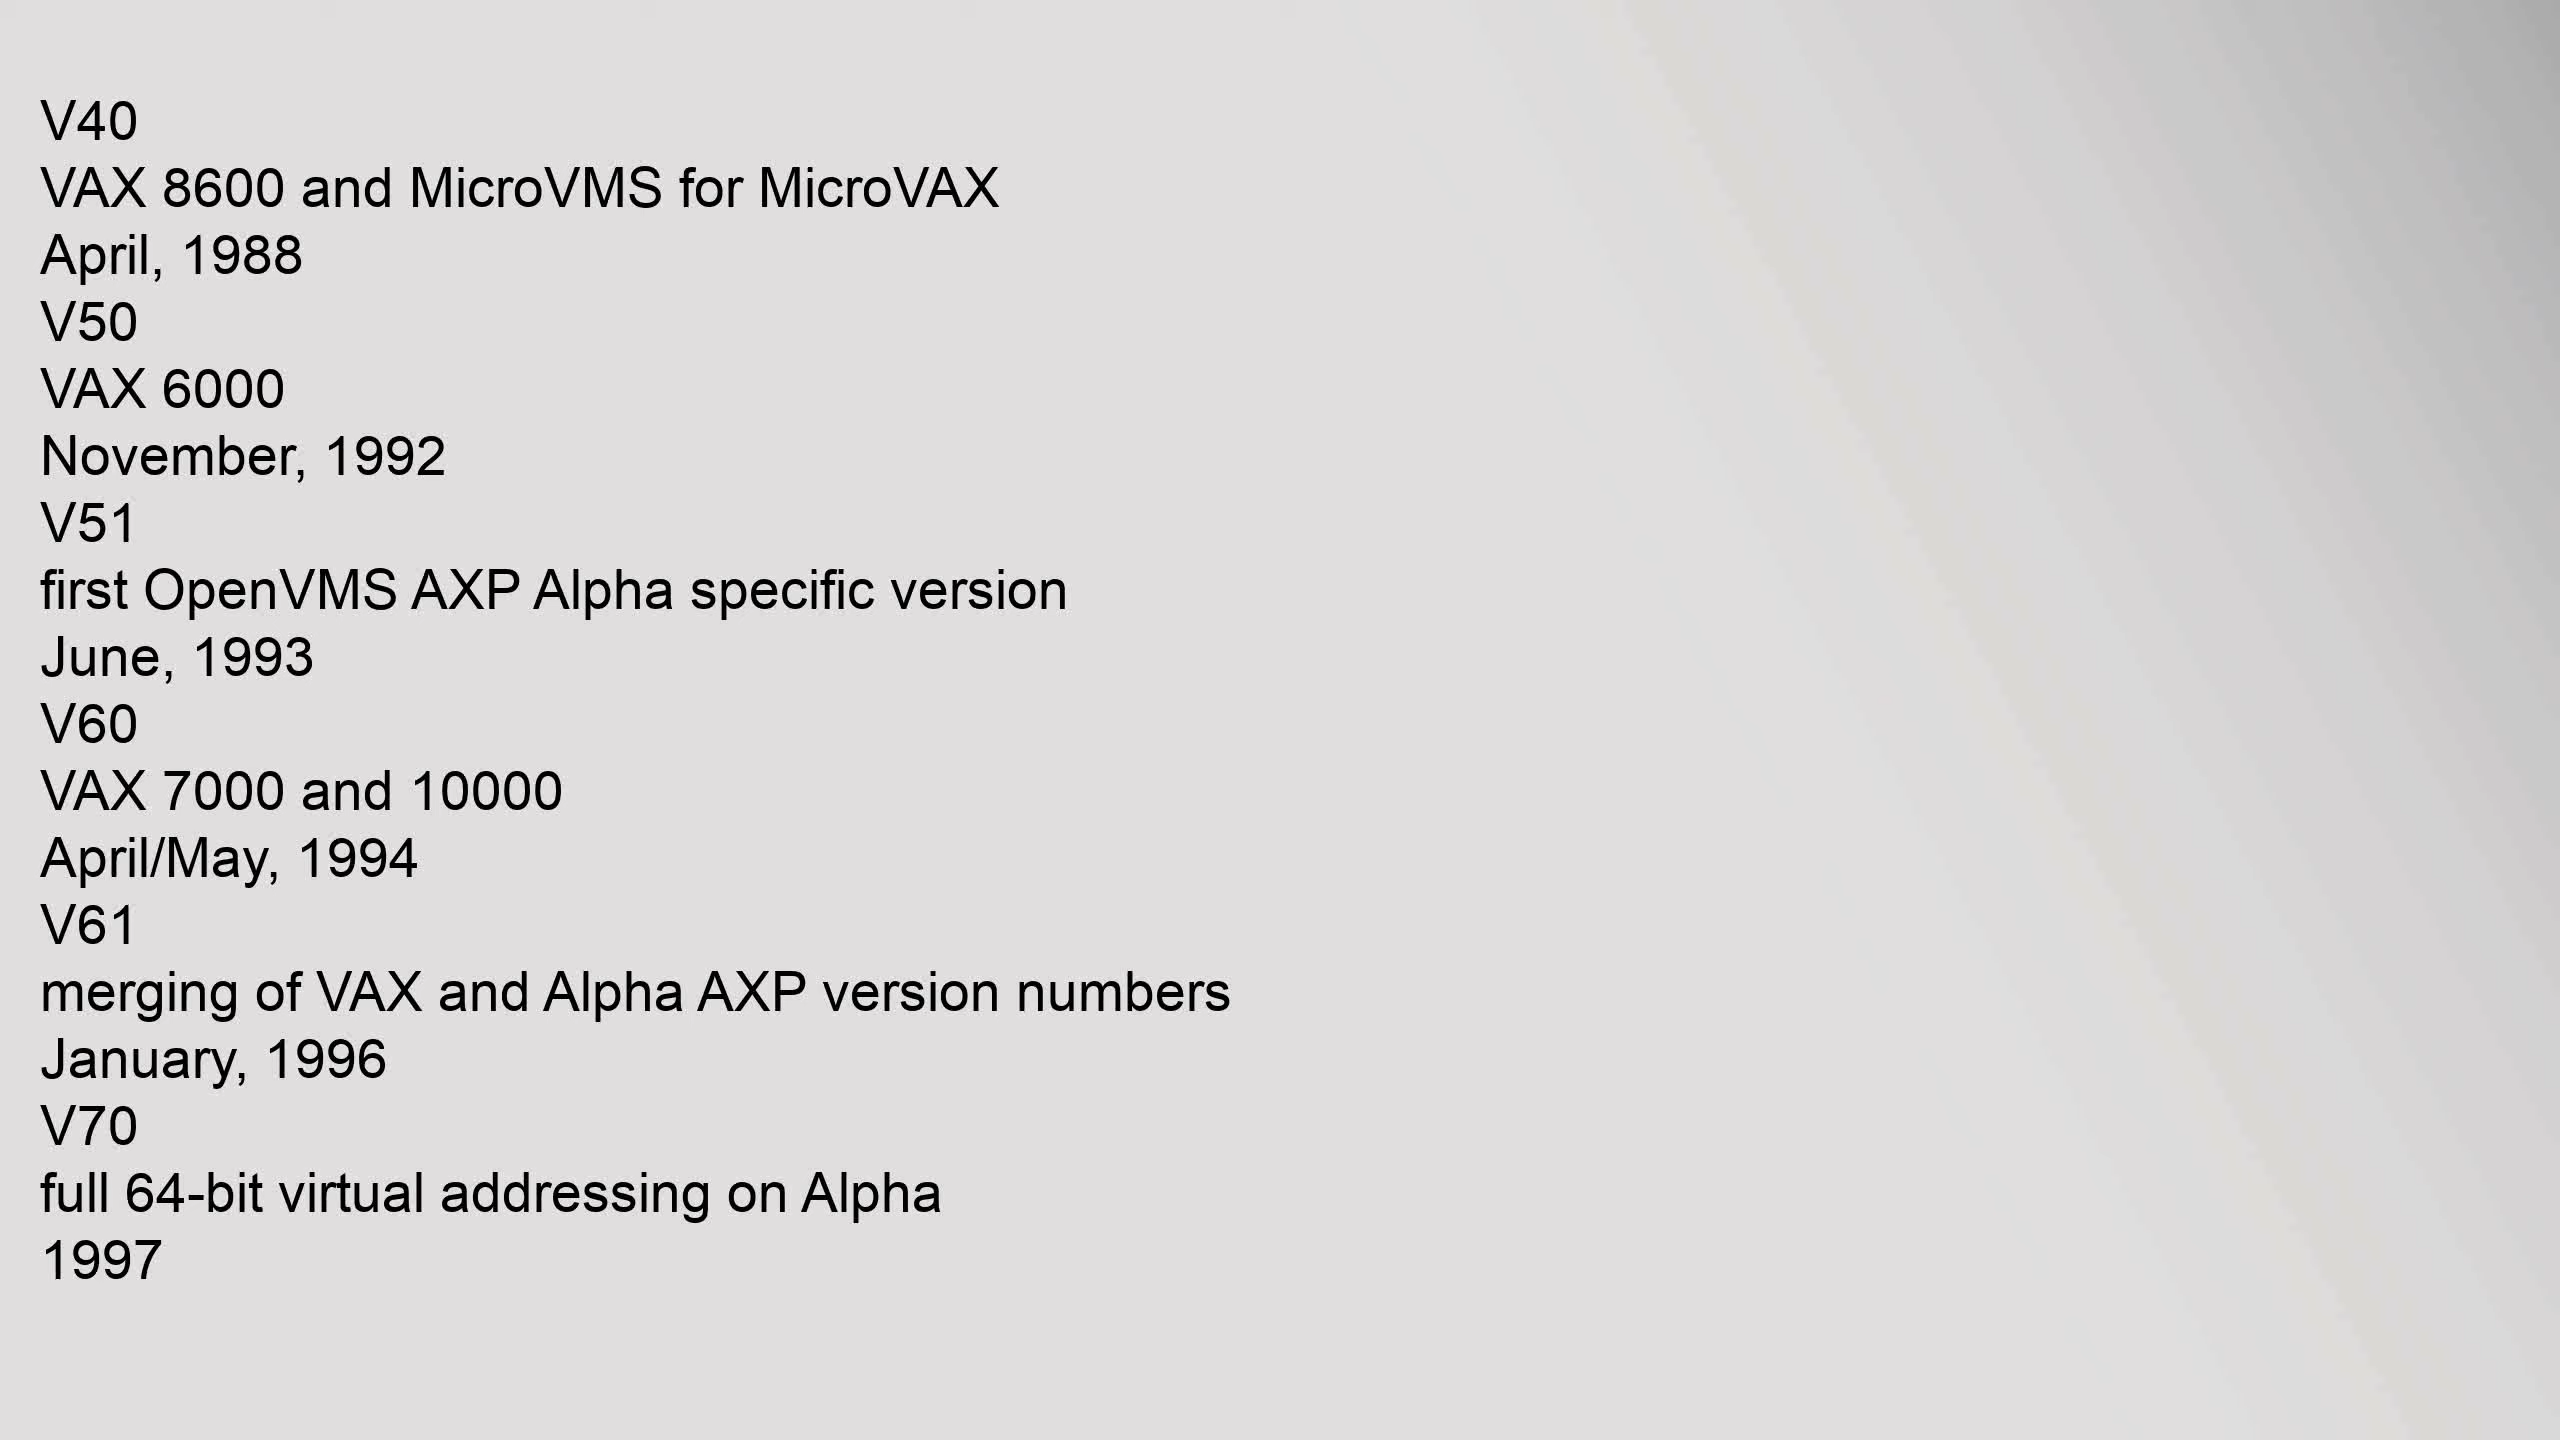 V40
VAX 8600 and MicroVMS for MicroVAX
April, 1988
V50
VAX 6000
November, 1992
V51
first OpenVMS AXP Alpha specific version
June, 1993
V60
VAX 7000 and 10000
April/May, 1994
V61
merging of VAX and Alpha AXP version numbers
January, 1996
V70
full 64-bit virtual addressing on Alpha
1997